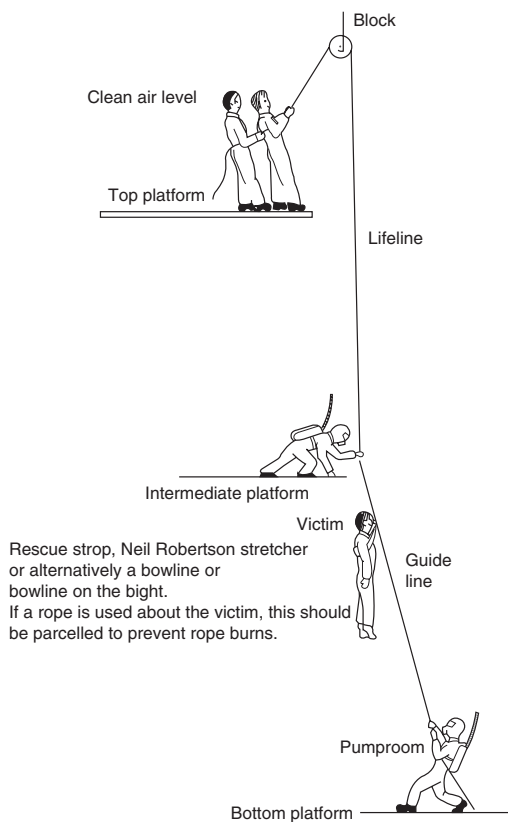 Block
Clean air level
Top platform
Lifeline
Intermediate platform
Victim
Rescue strop, Neil Robertson stretcher
or alternatively a bowline or
bowline on the bight.
If a rope is used about the victim, this should
be parcelled to prevent rope burns.
Guide
line
Pumproom
Bottom platform